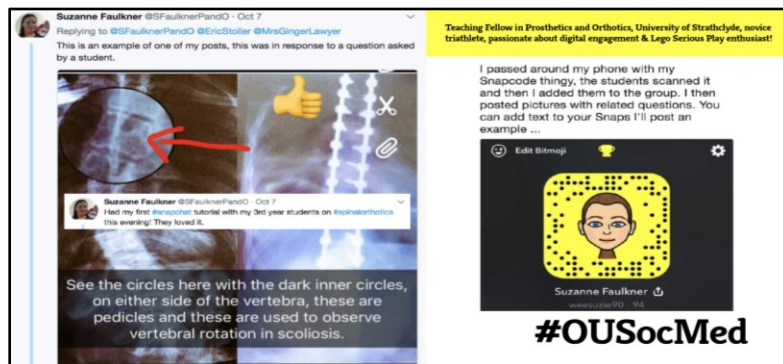 Suzanne Faulkner @SFaulknerPandO · Oct 7
Replying to @SFaulknerPandO @EricStoller @MrsGingerLawyer
This is an example of one of my posts, this was in response to a question asked
by a student.
Suzanne Faulkner @SFaulknerPandO · Oct 7
Had my first #snapchat tutorial with my 3rd year students on #spinalorthotics
this evening! They loved it.
See the circles here with the dark inner circles,
on either side of the vertebra, these are
pedicles and these are used to observe
vertebral rotation in scoliosis.
Teaching Fellow in Prosthetics and Orthotics, University of Strathclyde, novice
triathlete, passionate about digital engagement & Lego Serious Play enthusiast!
I passed around my phone with my
Snapcode thingy, the students scanned it
and then I added them to the group. I then
posted pictures with related questions. You
can add text to your Snaps I'll post an
example ...
Edit Bitmoji
Suzanne Faulkner
weesuzie90 · 94
#OUSocMed